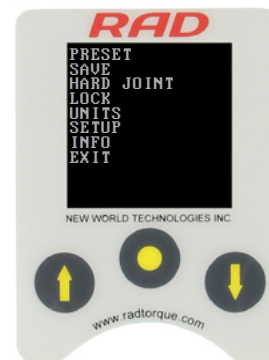 RAD
PRESET
SAVE
HARD JOINT
LOCK
UNITS
SETUP
INFO
EXIT
NEW WORLD TECHNOLOGIES INC.
www.radtorque.com